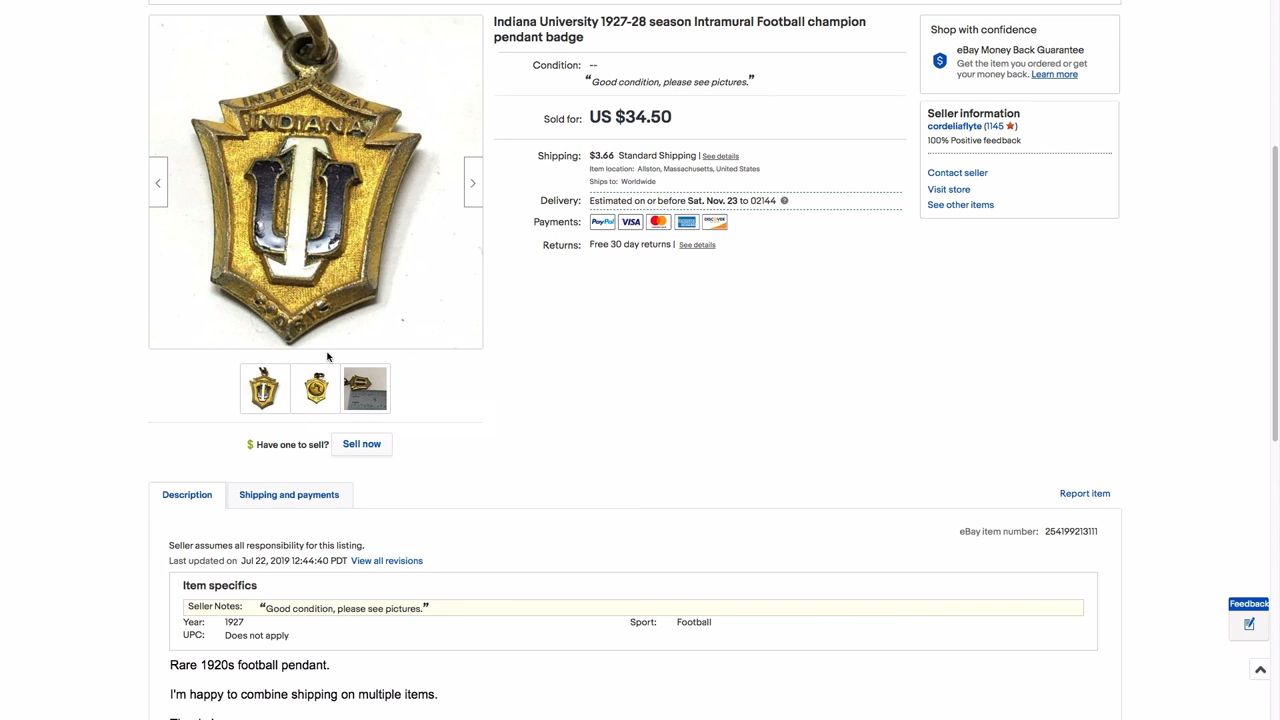 Indiana University 1927-28 season Intramural Football champion
pendant badge
Condition: --
“Good condition, please see pictures.”
Sold for: US $34.50
Shipping: $3.66 Standard Shipping | See details
Item location: Allston, Massachusetts, United States
Ships to: Worldwide
Delivery: Estimated on or before Sat. Nov. 23 to 02144
Payments: PayPal VISA MasterCard AMERICAN EXPRESS DISCOVER
Returns: Free 30 day returns | See details
Shop with confidence
eBay Money Back Guarantee
Get the item you ordered or get
your money back. Learn more
Seller information
cordeliaflyte (1145 ★)
100% Positive feedback
Contact seller
Visit store
See other items
INTRAMURAL
INDIANA
IU
Have one to sell? Sell now
Description
Shipping and payments
Report item
eBay item number: 254199213111
Seller assumes all responsibility for this listing.
Last updated on Jul 22, 2019 12:44:40 PDT View all revisions
Item specifics
Seller Notes: “Good condition, please see pictures.”
Year: 1927
Sport: Football
UPC: Does not apply
Feedback
Rare 1920s football pendant.
I'm happy to combine shipping on multiple items.